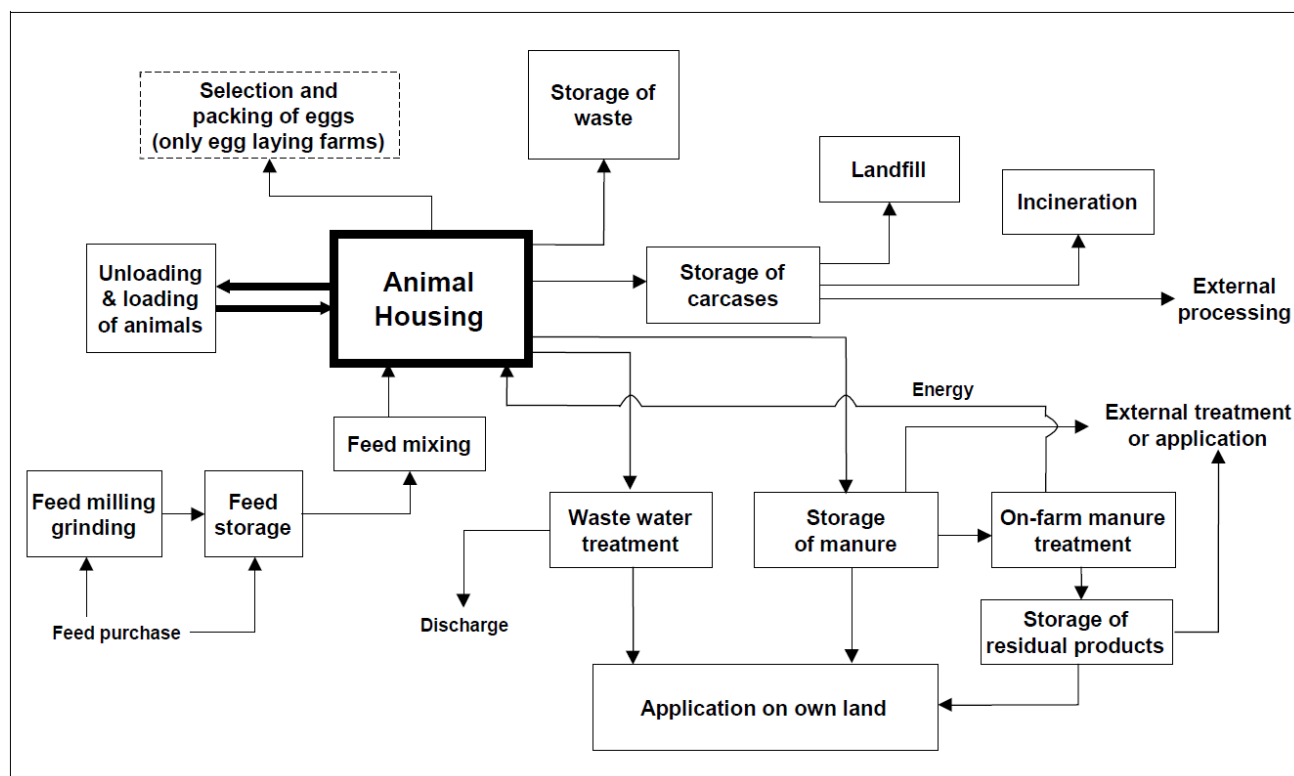 Selection and
packing of eggs
(only egg laying farms)
Storage of
waste
Landfill
Incineration
Unloading
& loading
of animals
Animal
Housing
Storage of
carcases
External
processing
Energy
External treatment
or application
Feed mixing
Feed milling
grinding
Feed
storage
Waste water
treatment
Storage
of manure
On-farm manure
treatment
Feed purchase
Discharge
Storage of
residual products
Application on own land